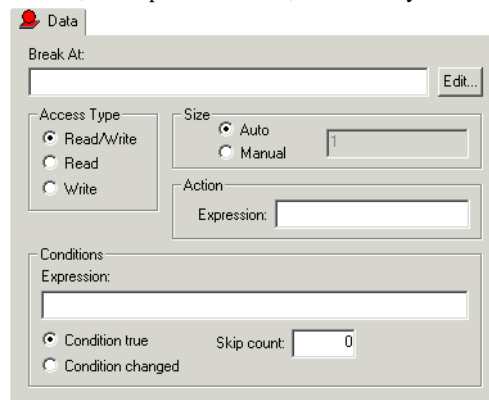 Data
Break At:
Edit...
Access Type
Read/Write
Read
Write
Size
Auto
Manual
1
Action
Expression:
Conditions
Expression:
Condition true
Skip count: 0
Condition changed